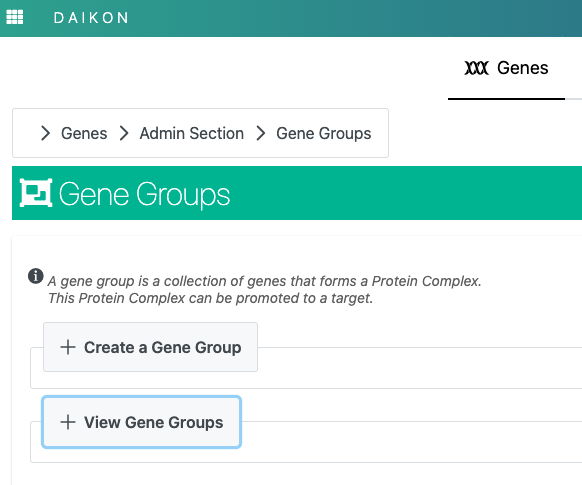 DAIKON
Genes
Genes
Admin Section
Gene Groups
Gene Groups
A gene group is a collection of genes that forms a Protein Complex.
This Protein Complex can be promoted to a target.
Create a Gene Group
View Gene Groups